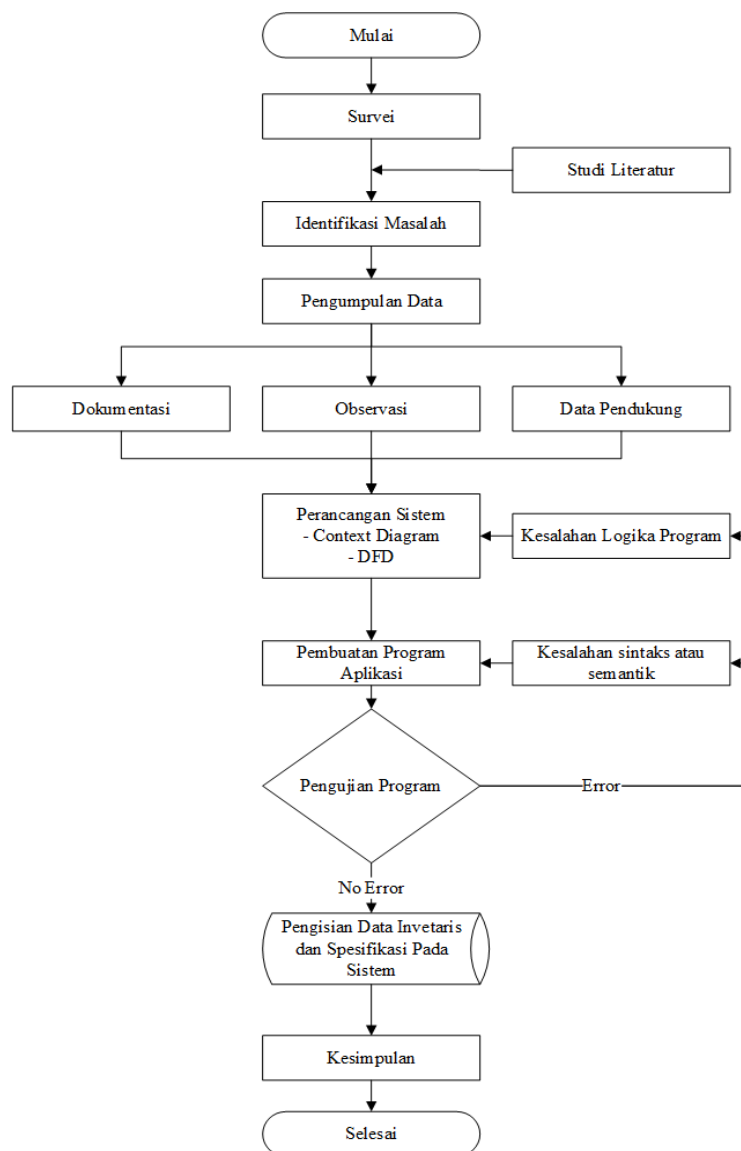 Mulai
Survei
Studi Literatur
Identifikasi Masalah
Pengumpulan Data
Dokumentasi
Observasi
Data Pendukung
Perancangan Sistem
- Context Diagram
- DFD
Kesalahan Logika Program
Pembuatan Program
Aplikasi
Kesalahan sintaks atau
semantik
Pengujian Program
Error
No Error
Pengisian Data Invetaris
dan Spesifikasi Pada
Sistem
Kesimpulan
Selesai